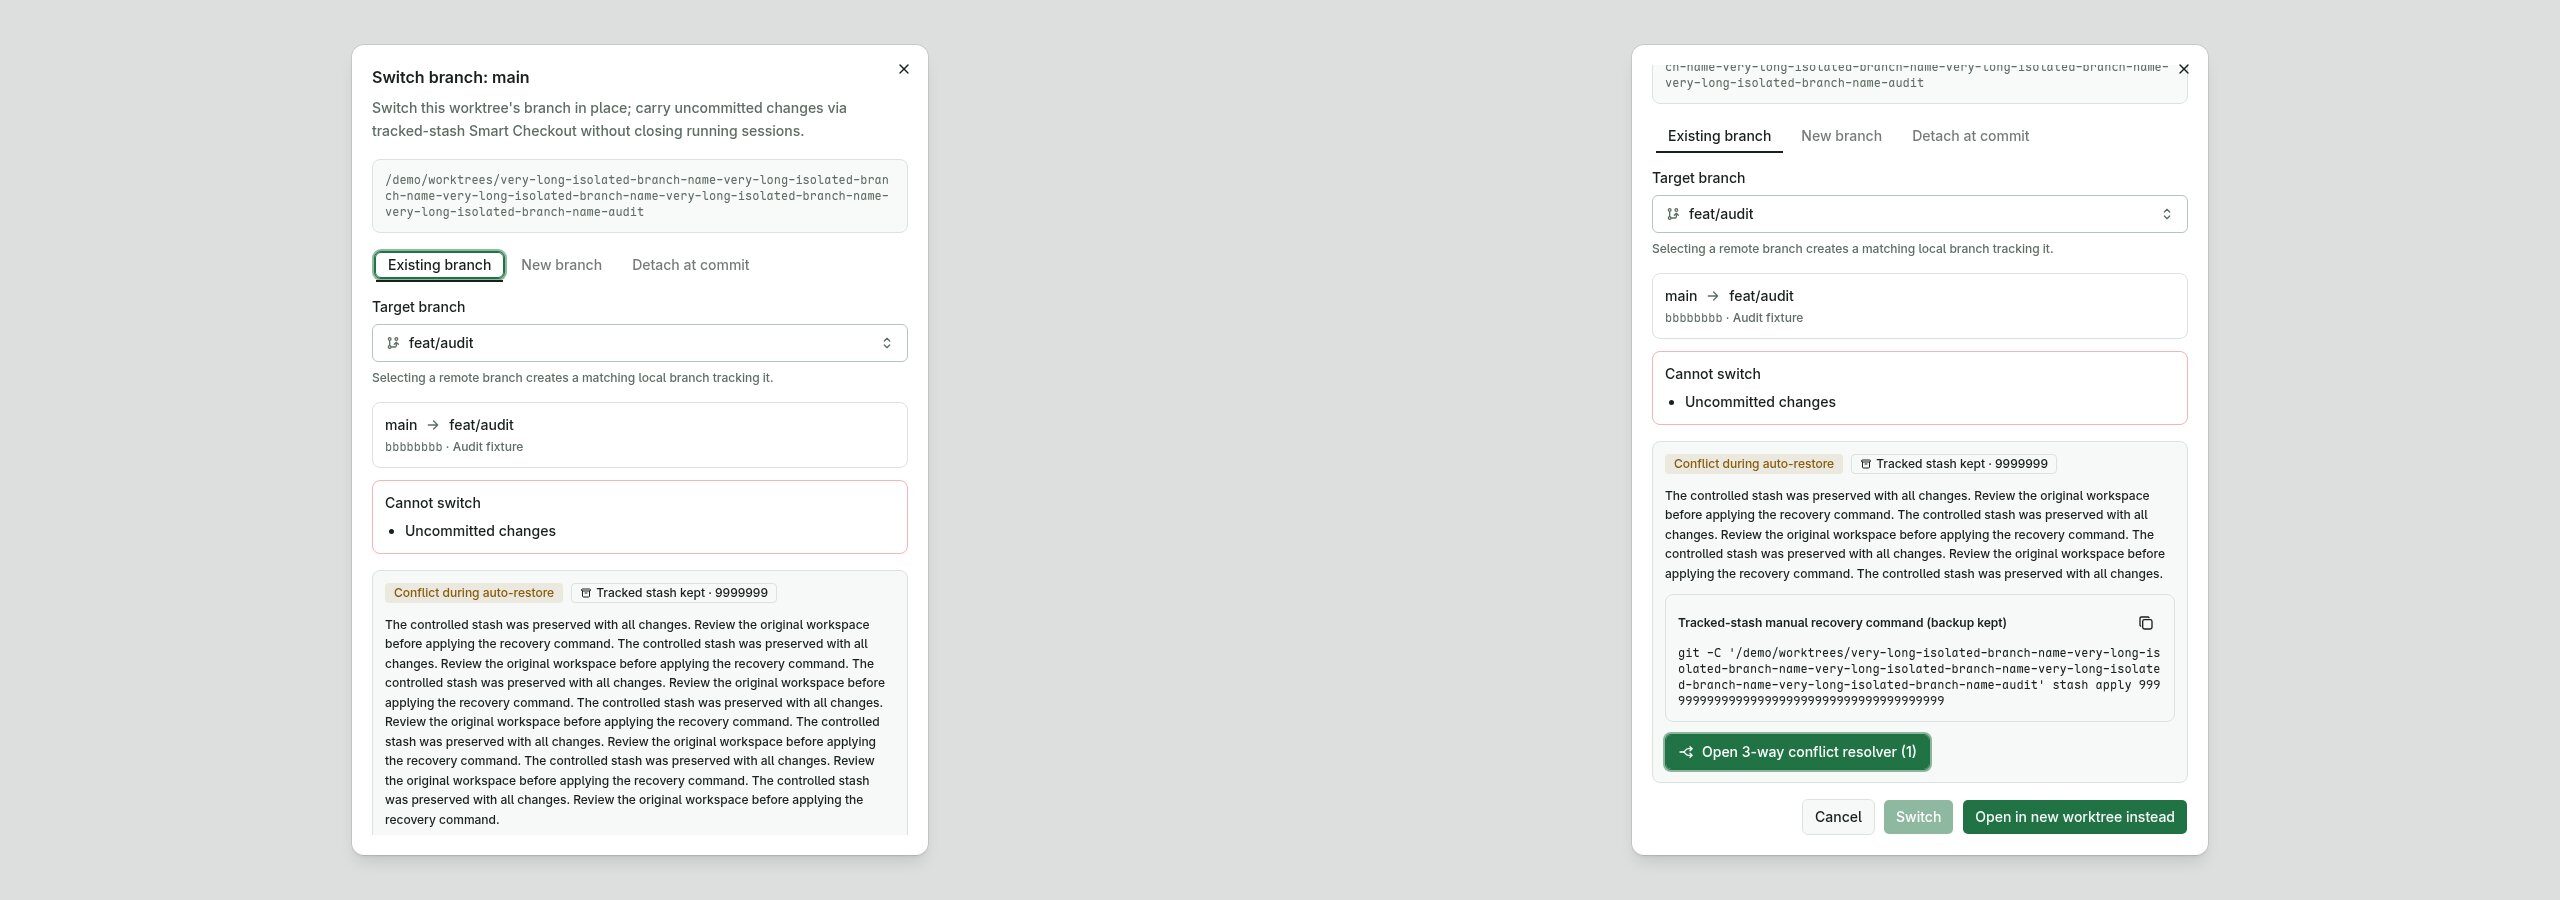 Switch branch: main
Switch this worktree's branch in place; carry uncommitted changes via
tracked-stash Smart Checkout without closing running sessions.
/demo/worktrees/very-long-isolated-branch-name-very-long-isolated-bran
ch-name-very-long-isolated-branch-name-very-long-isolated-branch-name-
very-long-isolated-branch-name-audit
Existing branch New branch Detach at commit
Target branch
feat/audit
Selecting a remote branch creates a matching local branch tracking it.
main → feat/audit
bbbbbbbb · Audit fixture
Cannot switch
• Uncommitted changes
Conflict during auto-restore Tracked stash kept · 9999999
The controlled stash was preserved with all changes. Review the original workspace
before applying the recovery command. The controlled stash was preserved with all
changes. Review the original workspace before applying the recovery command. The
controlled stash was preserved with all changes. Review the original workspace before
applying the recovery command. The controlled stash was preserved with all changes.
Review the original workspace before applying the recovery command. The controlled
stash was preserved with all changes. Review the original workspace before applying
the recovery command. The controlled stash was preserved with all changes. Review
the original workspace before applying the recovery command. The controlled stash
was preserved with all changes. Review the original workspace before applying the
recovery command.
ch-name-very-long-isolated-branch-name-very-long-isolated-branch-name-
very-long-isolated-branch-name-audit
Existing branch New branch Detach at commit
Target branch
feat/audit
Selecting a remote branch creates a matching local branch tracking it.
main → feat/audit
bbbbbbbb · Audit fixture
Cannot switch
• Uncommitted changes
Conflict during auto-restore Tracked stash kept · 9999999
The controlled stash was preserved with all changes. Review the original workspace
before applying the recovery command. The controlled stash was preserved with all
changes. Review the original workspace before applying the recovery command. The
controlled stash was preserved with all changes. Review the original workspace before
applying the recovery command. The controlled stash was preserved with all changes.
Tracked-stash manual recovery command (backup kept)
git -C '/demo/worktrees/very-long-isolated-branch-name-very-long-is
olated-branch-name-very-long-isolated-branch-name-very-long-isolate
d-branch-name-very-long-isolated-branch-name-audit' stash apply 999
9999999999999999999999999999999999999
Open 3-way conflict resolver (1)
Cancel Switch Open in new worktree instead